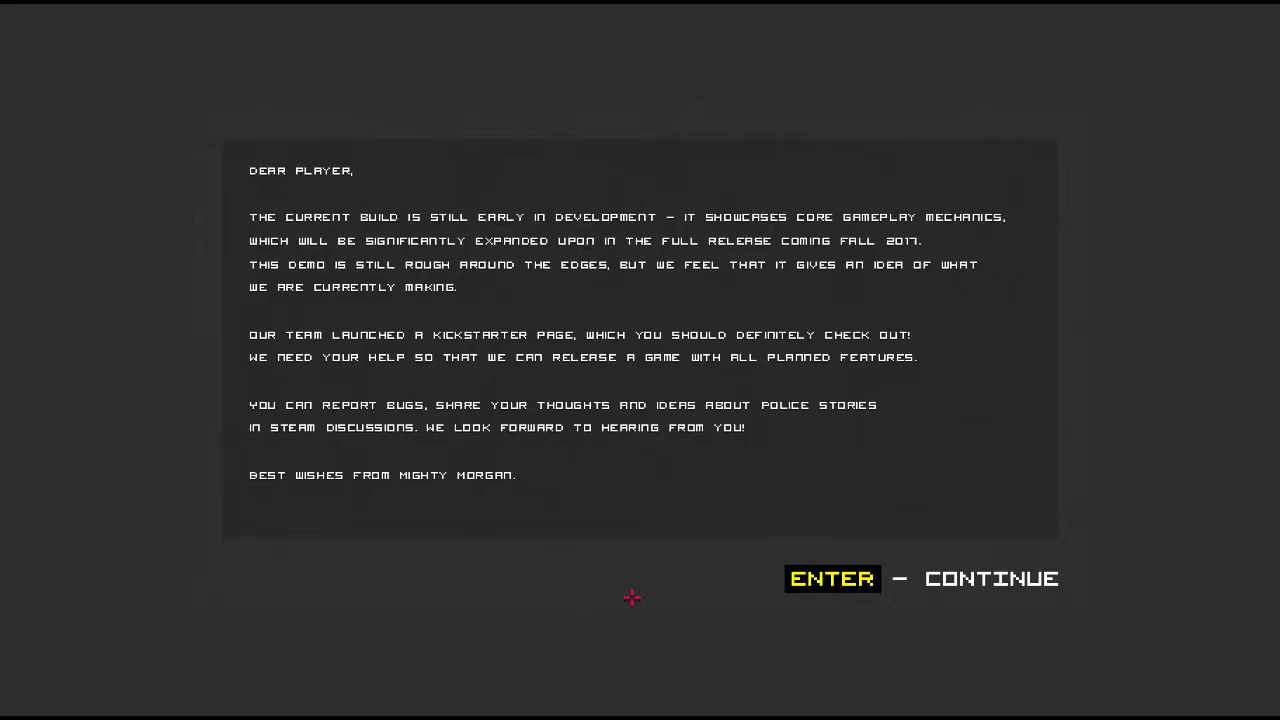 DEAR PLAYER,
THE CURRENT BUILD IS STILL EARLY IN DEVELOPMENT - IT SHOWCASES CORE GAMEPLAY MECHANICS,
WHICH WILL BE SIGNIFICANTLY EXPANDED UPON IN THE FULL RELEASE COMING FALL 2017.
THIS DEMO IS STILL ROUGH AROUND THE EDGES, BUT WE FEEL THAT IT GIVES AN IDEA OF WHAT
WE ARE CURRENTLY MAKING.
OUR TEAM LAUNCHED A KICKSTARTER PAGE, WHICH YOU SHOULD DEFINITELY CHECK OUT!
WE NEED YOUR HELP SO THAT WE CAN RELEASE A GAME WITH ALL PLANNED FEATURES.
YOU CAN REPORT BUGS, SHARE YOUR THOUGHTS AND IDEAS ABOUT POLICE STORIES
IN STEAM DISCUSSIONS. WE LOOK FORWARD TO HEARING FROM YOU!
BEST WISHES FROM MIGHTY MORGAN.
ENTER - CONTINUE